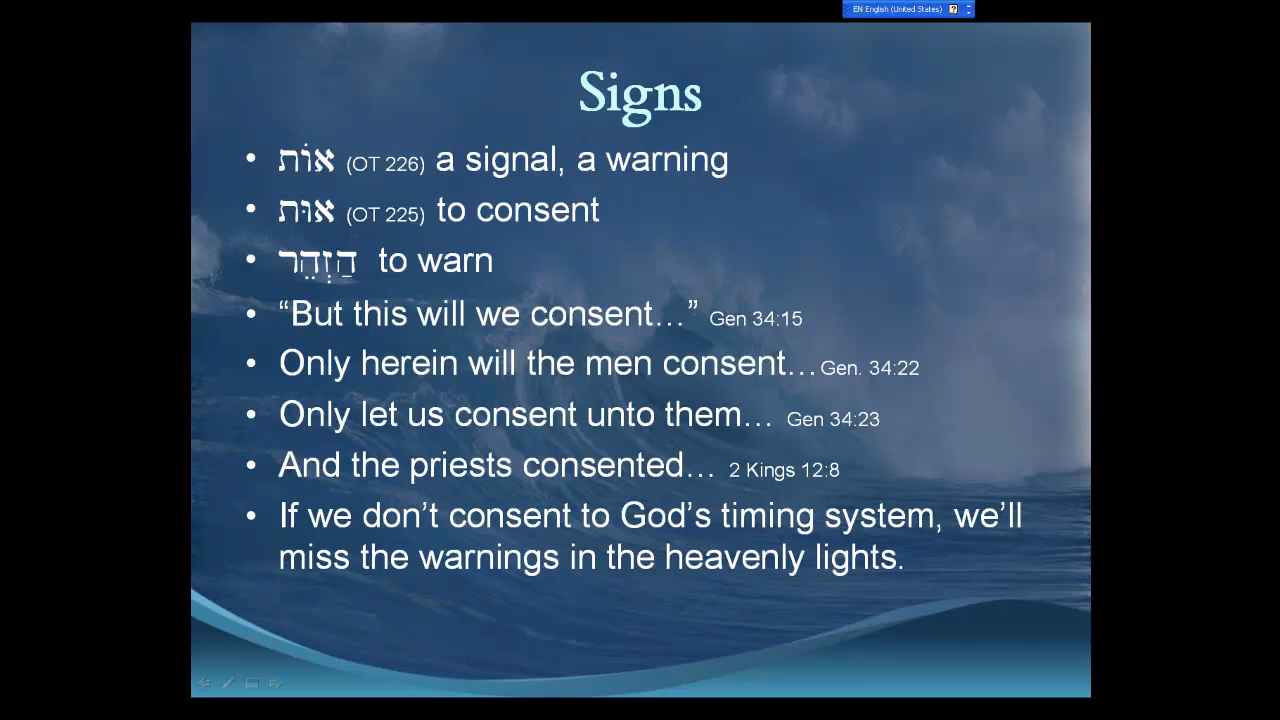 EN English (United States) ?
Signs
• אוֹת (OT 226) a signal, a warning
• אוּת (OT 225) to consent
• הַזְהֵר to warn
• “But this will we consent…” Gen 34:15
• Only herein will the men consent… Gen. 34:22
• Only let us consent unto them… Gen 34:23
• And the priests consented… 2 Kings 12:8
• If we don’t consent to God’s timing system, we’ll
miss the warnings in the heavenly lights.